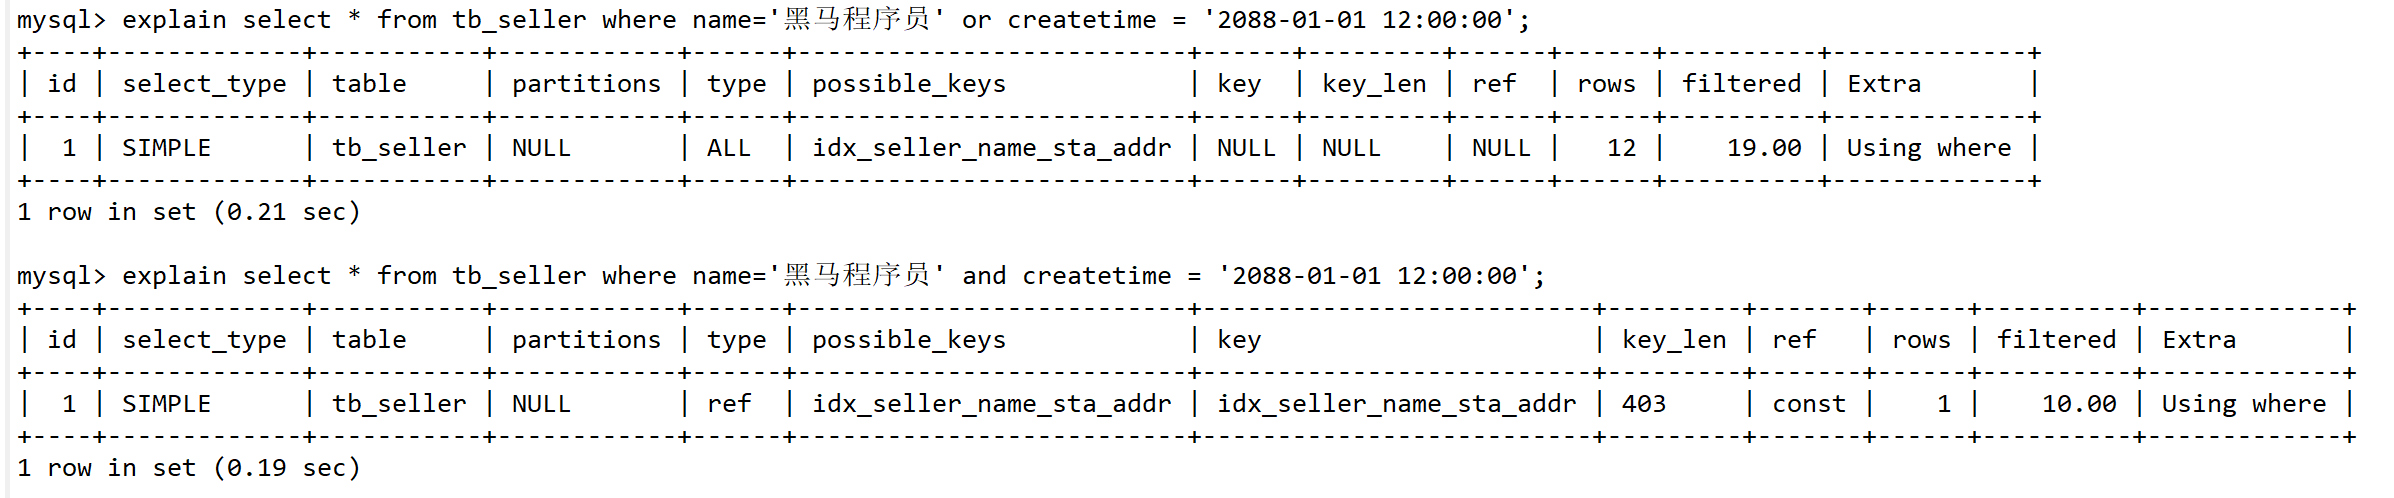 mysql> explain select * from tb_seller where name='黑马程序员' or createtime = '2088-01-01 12:00:00';
+----+-------------+-----------+------------+------+--------------------------+------+---------+------+------+----------+-------------+
| id | select_type | table     | partitions | type | possible_keys            | key  | key_len | ref  | rows | filtered | Extra       |
+----+-------------+-----------+------------+------+--------------------------+------+---------+------+------+----------+-------------+
|  1 | SIMPLE      | tb_seller | NULL       | ALL  | idx_seller_name_sta_addr | NULL | NULL    | NULL |   12 |    19.00 | Using where |
+----+-------------+-----------+------------+------+--------------------------+------+---------+------+------+----------+-------------+
1 row in set (0.21 sec)
mysql> explain select * from tb_seller where name='黑马程序员' and createtime = '2088-01-01 12:00:00';
+----+-------------+-----------+------------+------+--------------------------+--------------------------+---------+-------+------+----------+-------------+
| id | select_type | table     | partitions | type | possible_keys            | key                      | key_len | ref   | rows | filtered | Extra       |
+----+-------------+-----------+------------+------+--------------------------+--------------------------+---------+-------+------+----------+-------------+
|  1 | SIMPLE      | tb_seller | NULL       | ref  | idx_seller_name_sta_addr | idx_seller_name_sta_addr | 403     | const |    1 |    10.00 | Using where |
+----+-------------+-----------+------------+------+--------------------------+--------------------------+---------+-------+------+----------+-------------+
1 row in set (0.19 sec)